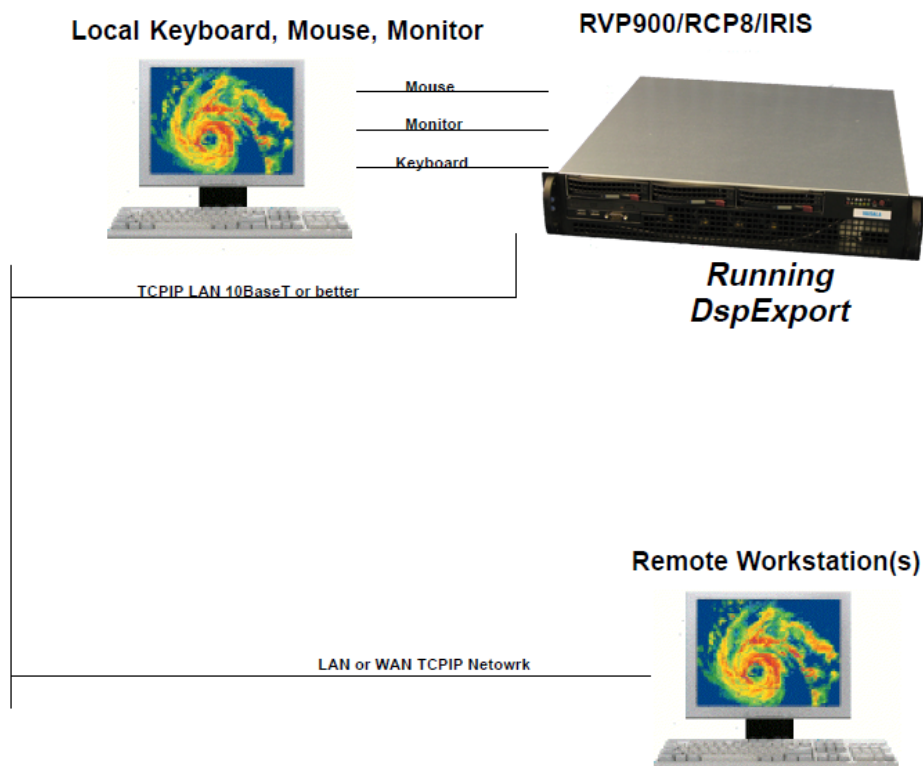 Local Keyboard, Mouse, Monitor
RVP900/RCP8/IRIS
Mouse
Monitor
Keyboard
Running
DspExport
TCPIP LAN 10BaseT or better
Remote Workstation(s)
LAN or WAN TCPIP Netowrk